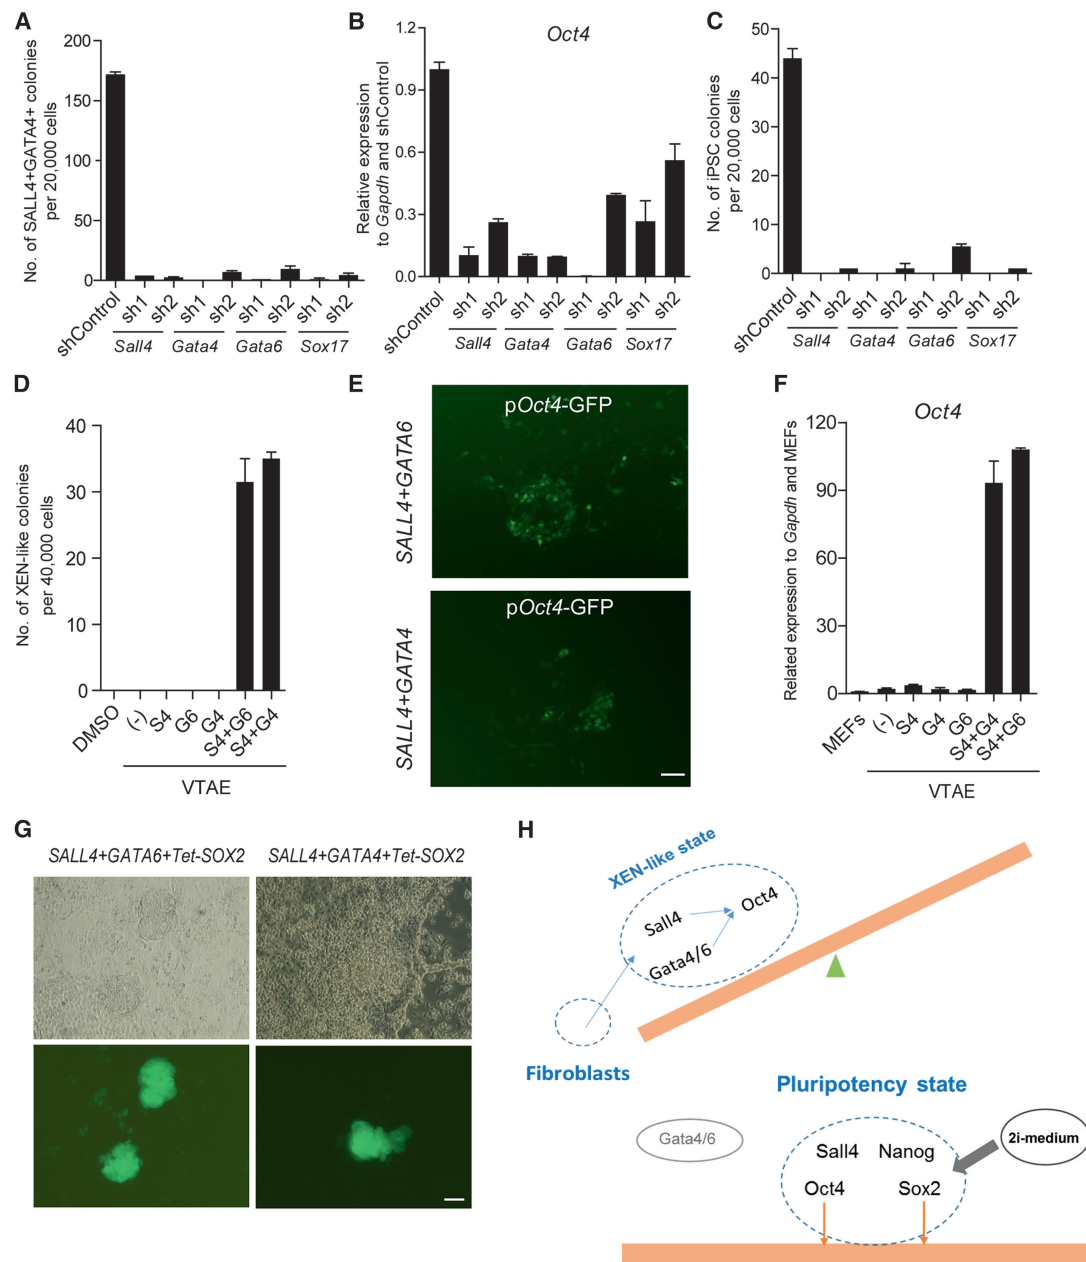 A
No. of SALL4+GATA4+ colonies
per 20,000 cells
200
150
100
50
0
shControl
sh1
sh2
sh1
sh2
sh1
sh2
sh1
sh2
Sall4
Gata4
Gata6
Sox17
B
Oct4
Relative expression
to Gapdh and shControl
1.2
0.9
0.6
0.3
0.0
shControl
sh1
sh2
sh1
sh2
sh1
sh2
sh1
sh2
Sall4
Gata4
Gata6
Sox17
C
No. of iPSC colonies
per 20,000 cells
50
40
30
20
10
0
shControl
sh1
sh2
sh1
sh2
sh1
sh2
sh1
sh2
Sall4
Gata4
Gata6
Sox17
D
No. of XEN-like colonies
per 40,000 cells
40
30
20
10
0
DMSO
(-)
S4
G6
G4
S4+G6
S4+G4
VTAE
E
SALL4+GATA6
pOct4-GFP
SALL4+GATA4
pOct4-GFP
F
Oct4
Related expression to Gapdh and MEFs
120
90
60
30
0
MEFs
(-)
S4
G4
G6
S4+G4
S4+G6
VTAE
G
SALL4+GATA6+Tet-SOX2
SALL4+GATA4+Tet-SOX2
H
XEN-like state
Sall4
Oct4
Gata4/6
Fibroblasts
Pluripotency state
Gata4/6
Sall4 Nanog
Oct4 Sox2
2i-medium